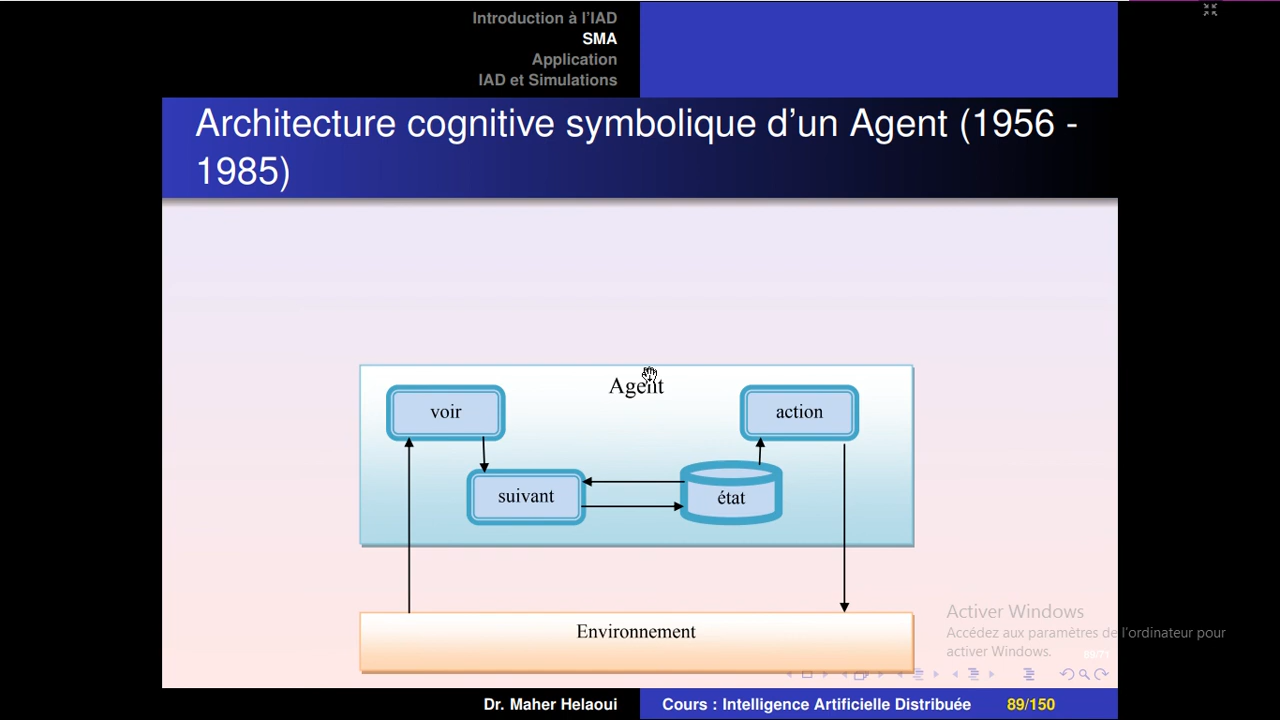 Introduction à l'IAD
SMA
Application
IAD et Simulations
Architecture cognitive symbolique d'un Agent (1956 -
1985)
Agent
voir
action
suivant
état
Environnement
Activer Windows
Accédez aux paramètres de l'ordinateur pour
activer Windows.
Dr. Maher Helaoui
Cours : Intelligence Artificielle Distribuée
89/150